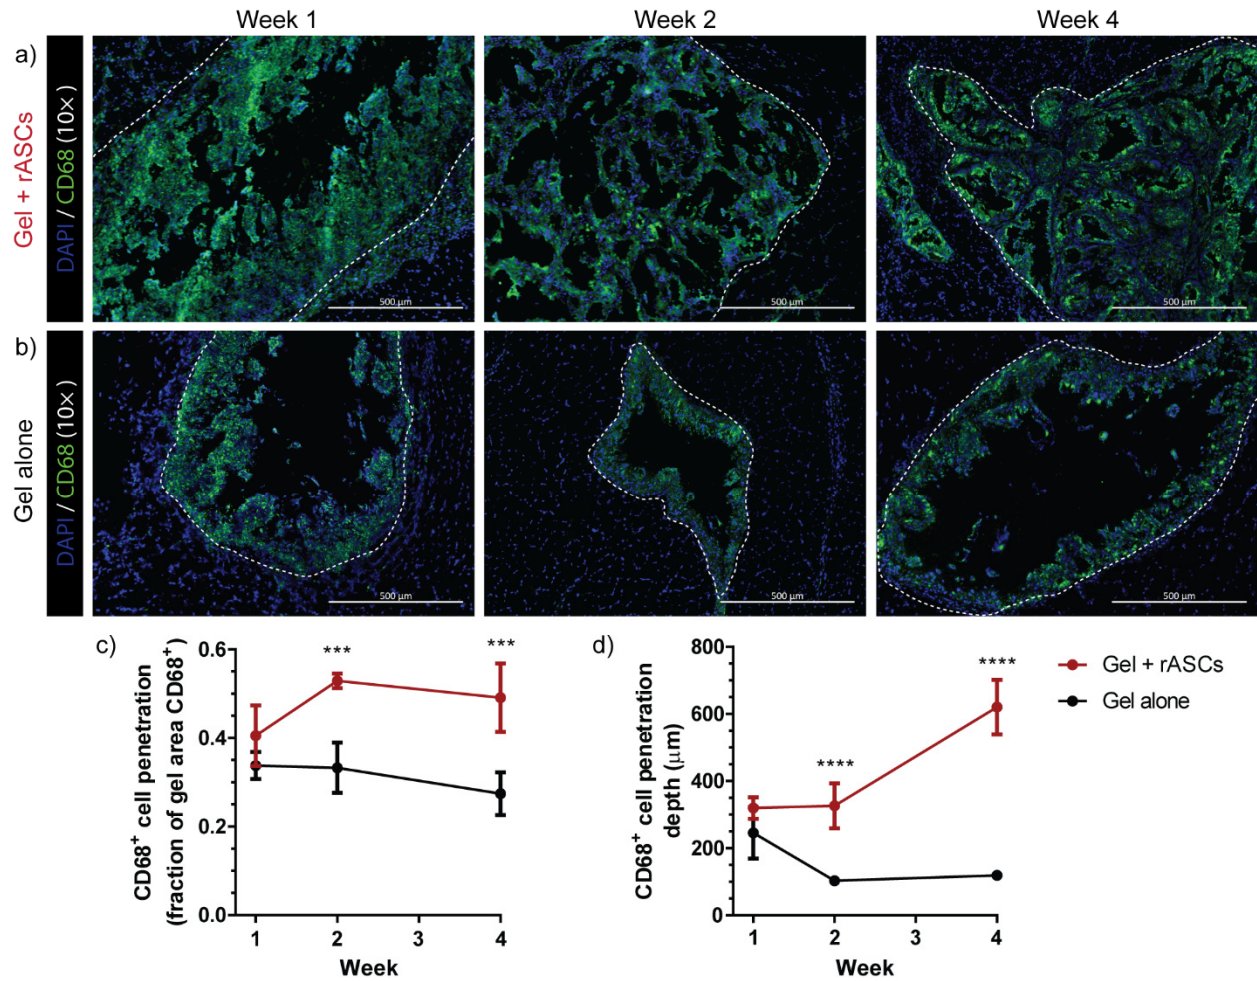 Week 1
Week 2
Week 4
a)
Gel + rASCs
DAPI / CD68 (10x )
500 µm
500 µm
500 µm
b)
Gel alone
DAPI / CD68 (10x )
500 µm
500 µm
500 µm
c)
CD68+ cell penetration
(fraction of gel area CD68+)
0.6
0.4
0.2
0.0
***
***
1
2
3
4
Week
d)
CD68+ cell penetration
depth (µm)
800
600
400
200
0
****
****
1
2
3
4
Week
Gel + rASCs
Gel alone